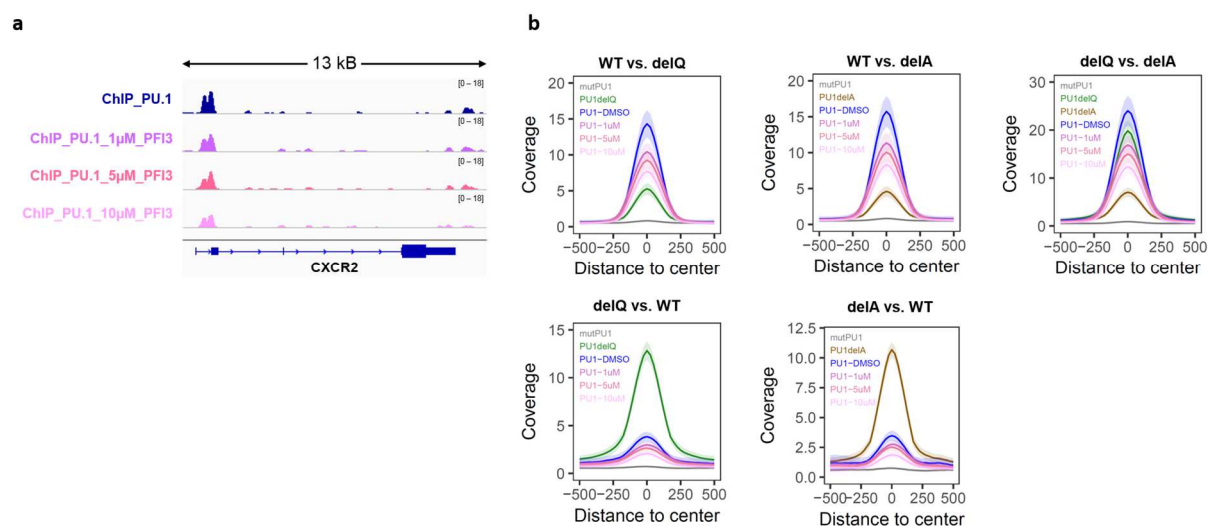 a
13 kB
ChIP_PU.1
[0 – 18]
ChIP_PU.1_1µM_PFI3
[0 – 18]
ChIP_PU.1_5µM_PFI3
[0 – 18]
ChIP_PU.1_10µM_PFI3
[0 – 18]
CXCR2
b
WT vs. delQ
Coverage
20
15
10
5
0
mutPU1
PU1delQ
PU1-DMSO
PU1-1uM
PU1-5uM
PU1-10uM
−500 −250 0 250 500
Distance to center
WT vs. delA
Coverage
20
15
10
5
0
mutPU1
PU1delA
PU1-DMSO
PU1-1uM
PU1-5uM
PU1-10uM
−500 −250 0 250 500
Distance to center
delQ vs. delA
Coverage
30
20
10
0
mutPU1
PU1delQ
PU1delA
PU1-DMSO
PU1-1uM
PU1-5uM
PU1-10uM
−500 −250 0 250 500
Distance to center
delQ vs. WT
Coverage
15
10
5
0
mutPU1
PU1delQ
PU1-DMSO
PU1-1uM
PU1-5uM
PU1-10uM
−500 −250 0 250 500
Distance to center
delA vs. WT
Coverage
12.5
10.0
7.5
5.0
2.5
0.0
mutPU1
PU1delA
PU1-DMSO
PU1-1uM
PU1-5uM
PU1-10uM
−500 −250 0 250 500
Distance to center